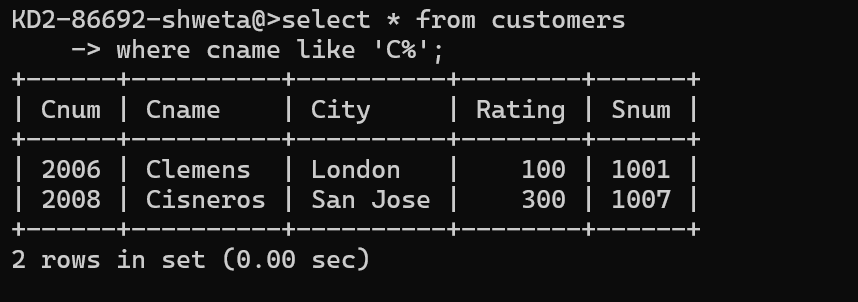 KD2-86692-shweta@>select * from customers
    -> where cname like 'C%';
+------+----------+----------+--------+------+
| Cnum | Cname    | City     | Rating | Snum |
+------+----------+----------+--------+------+
| 2006 | Clemens  | London   |    100 | 1001 |
| 2008 | Cisneros | San Jose |    300 | 1007 |
+------+----------+----------+--------+------+
2 rows in set (0.00 sec)